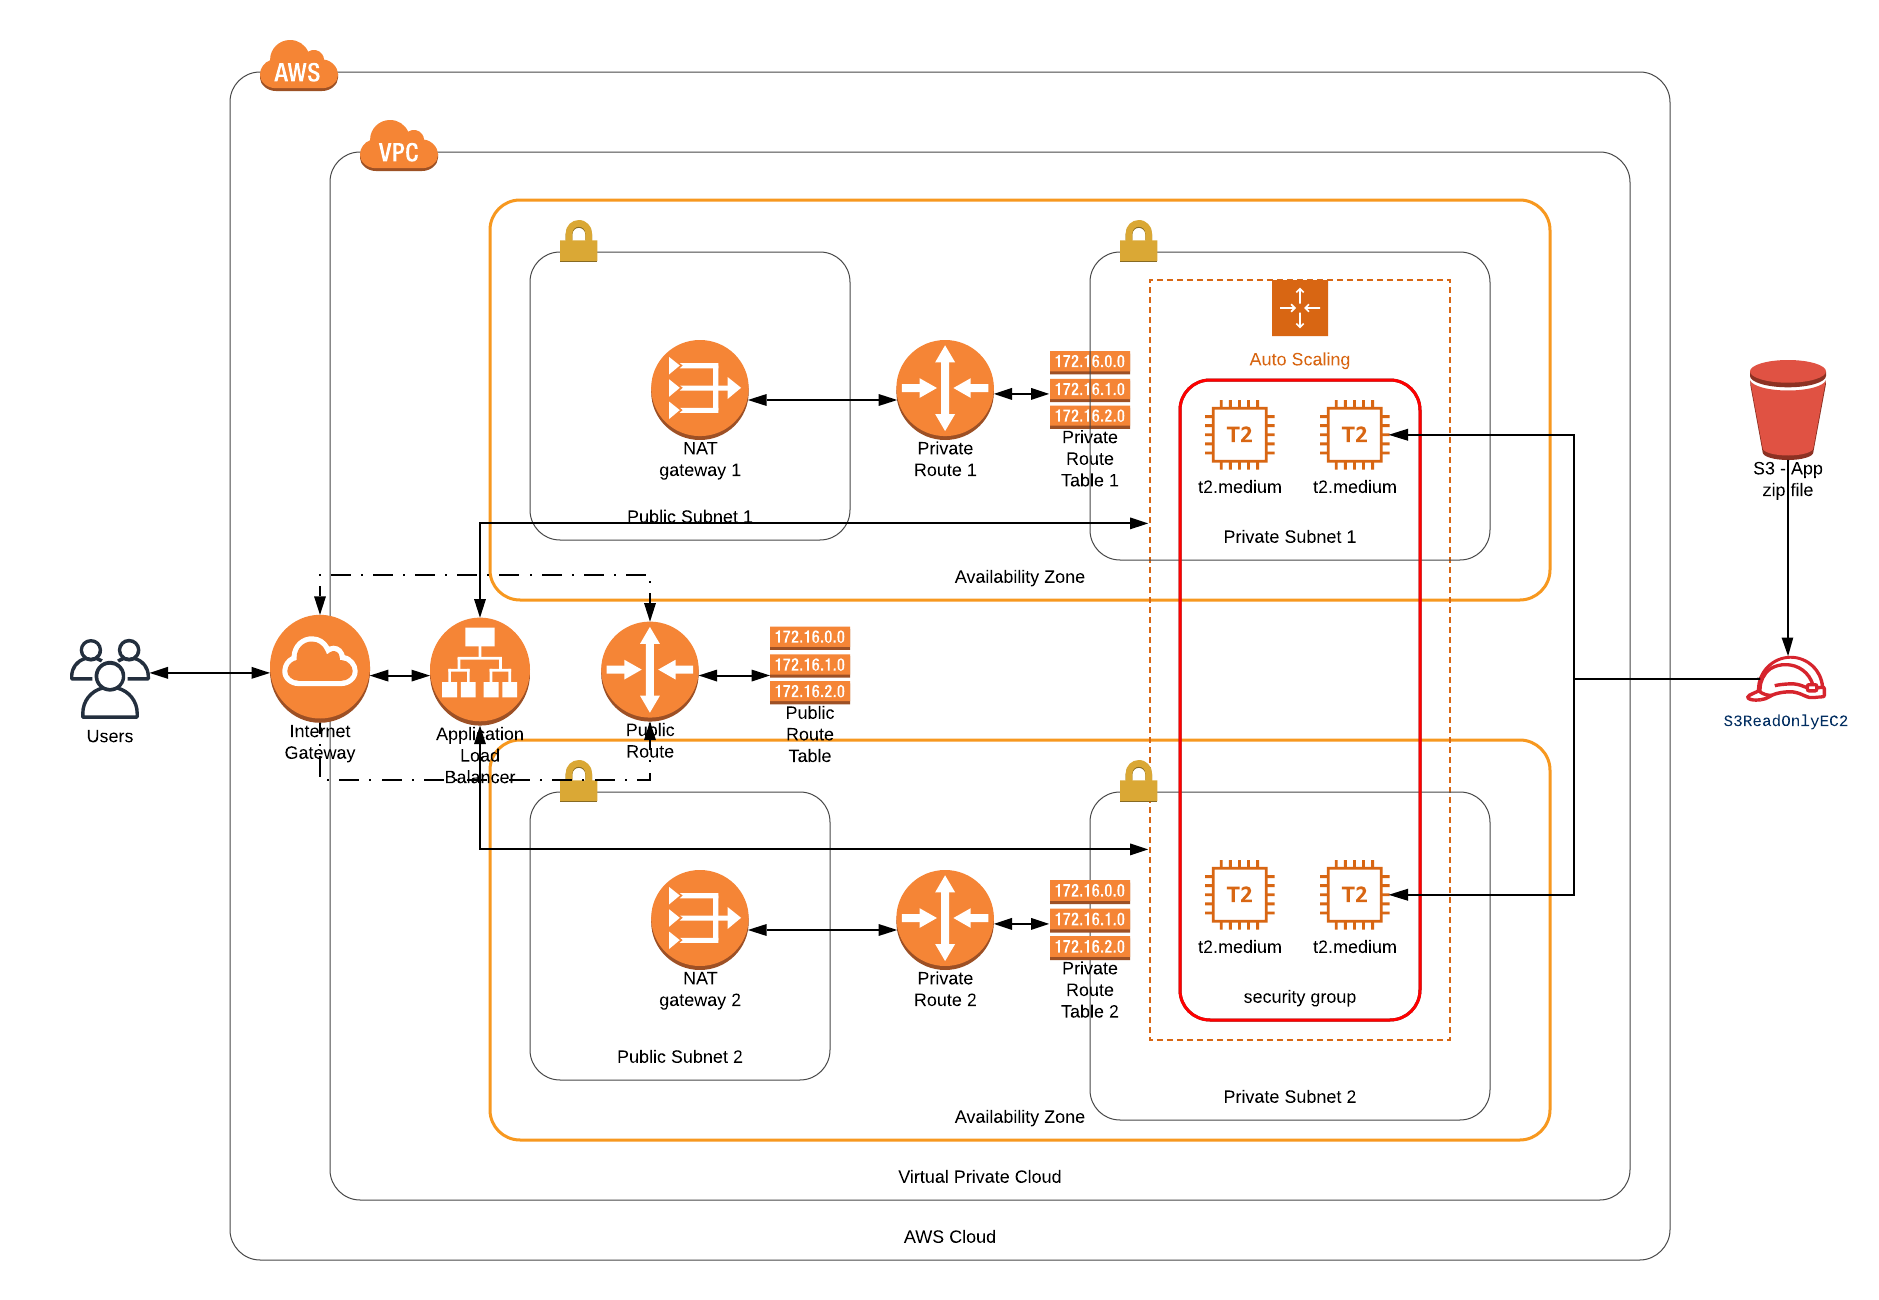 AWS
VPC
172.16.0.0
172.16.1.0
172.16.2.0
NAT
gateway 1
Private
Route 1
Private
Route
Table 1
Public Subnet 1
Auto Scaling
T2
T2
t2.medium
t2.medium
Private Subnet 1
Availability Zone
S3 - App
zip file
S3ReadOnlyEC2
Users
Internet
Gateway
Application
Load
Balancer
Public
Route
172.16.0.0
172.16.1.0
172.16.2.0
Public
Route
Table
NAT
gateway 2
Private
Route 2
172.16.0.0
172.16.1.0
172.16.2.0
Private
Route
Table 2
T2
T2
t2.medium
t2.medium
security group
Public Subnet 2
Private Subnet 2
Availability Zone
Virtual Private Cloud
AWS Cloud